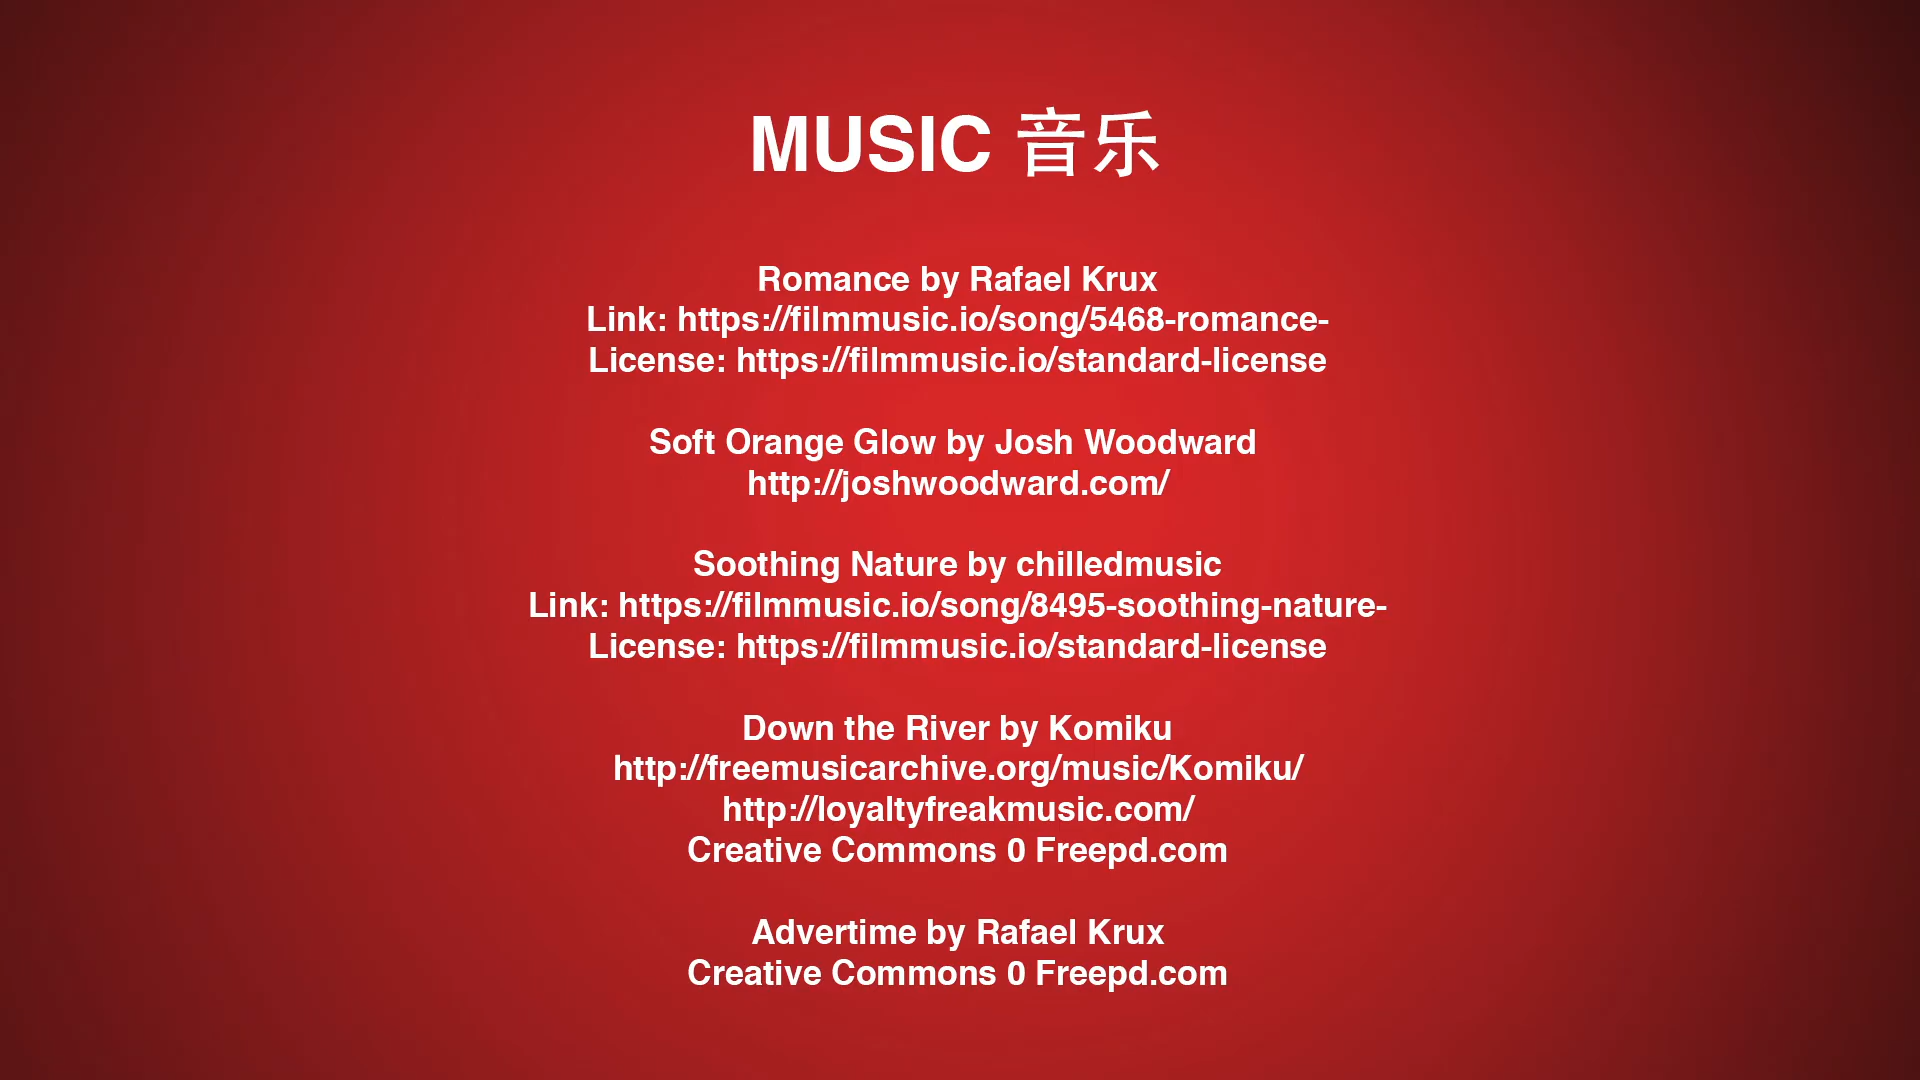 MUSIC 音乐
Romance by Rafael Krux
Link: https://filmmusic.io/song/5468-romance-
License: https://filmmusic.io/standard-license
Soft Orange Glow by Josh Woodward
http://joshwoodward.com/
Soothing Nature by chilledmusic
Link: https://filmmusic.io/song/8495-soothing-nature-
License: https://filmmusic.io/standard-license
Down the River by Komiku
http://freemusicarchive.org/music/Komiku/
http://loyaltyfreakmusic.com/
Creative Commons 0 Freepd.com
Advertime by Rafael Krux
Creative Commons 0 Freepd.com